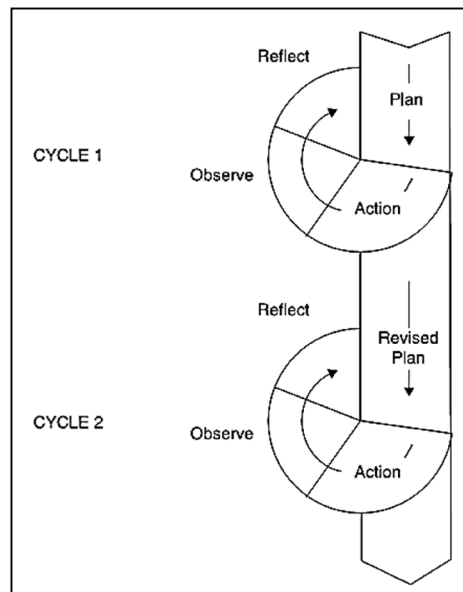 Reflect
Plan
CYCLE 1
Observe
Action
Reflect
Revised
Plan
CYCLE 2
Observe
Action